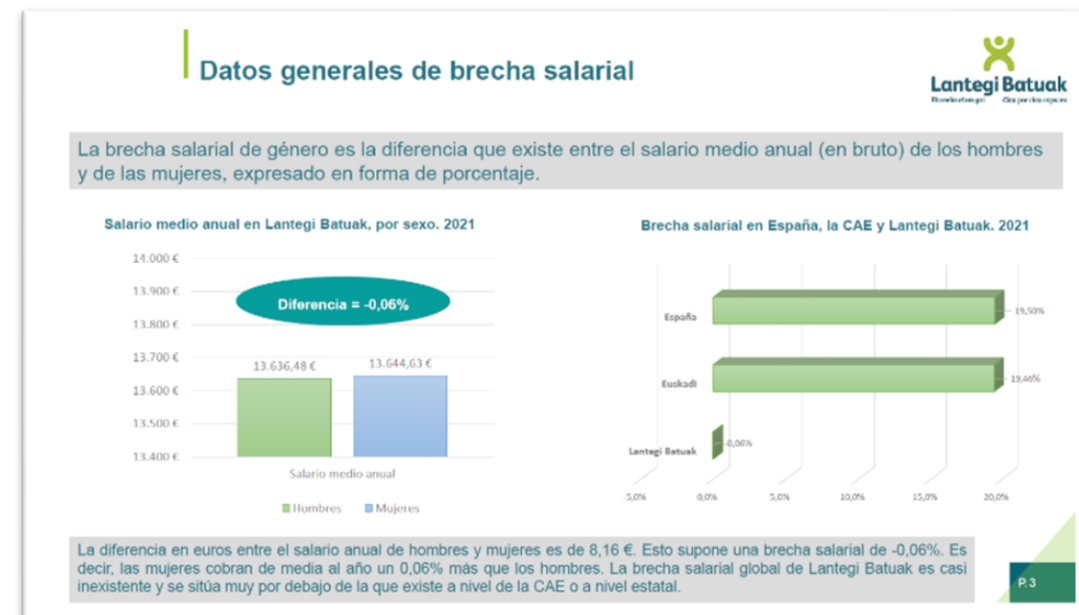 Datos generales de brecha salarial
Lantegi Batuak
La brecha salarial de género es la diferencia que existe entre el salario medio anual (en bruto) de los hombres
y de las mujeres, expresado en forma de porcentaje.
Salario medio anual en Lantegi Batuak, por sexo. 2021
14.000 €
13.900 €
13.800 €
13.700 €
13.600 €
13.500 €
13.400 €
Diferencia = -0,06%
13.636,48 €
13.644,63 €
Salario medio anual
Hombres
Mujeres
Brecha salarial en España, la CAE y Lantegi Batuak. 2021
España
19,50%
Euskadi
19,46%
Lantegi Batuak
-0,06%
-5,0%
0,0%
5,0%
10,0%
15,0%
20,0%
La diferencia en euros entre el salario anual de hombres y mujeres es de 8,16 €. Esto supone una brecha salarial de -0,06%. Es
decir, las mujeres cobran de media al año un 0,06% más que los hombres. La brecha salarial global de Lantegi Batuak es casi
inexistente y se sitúa muy por debajo de la que existe a nivel de la CAE o a nivel estatal.
P.3